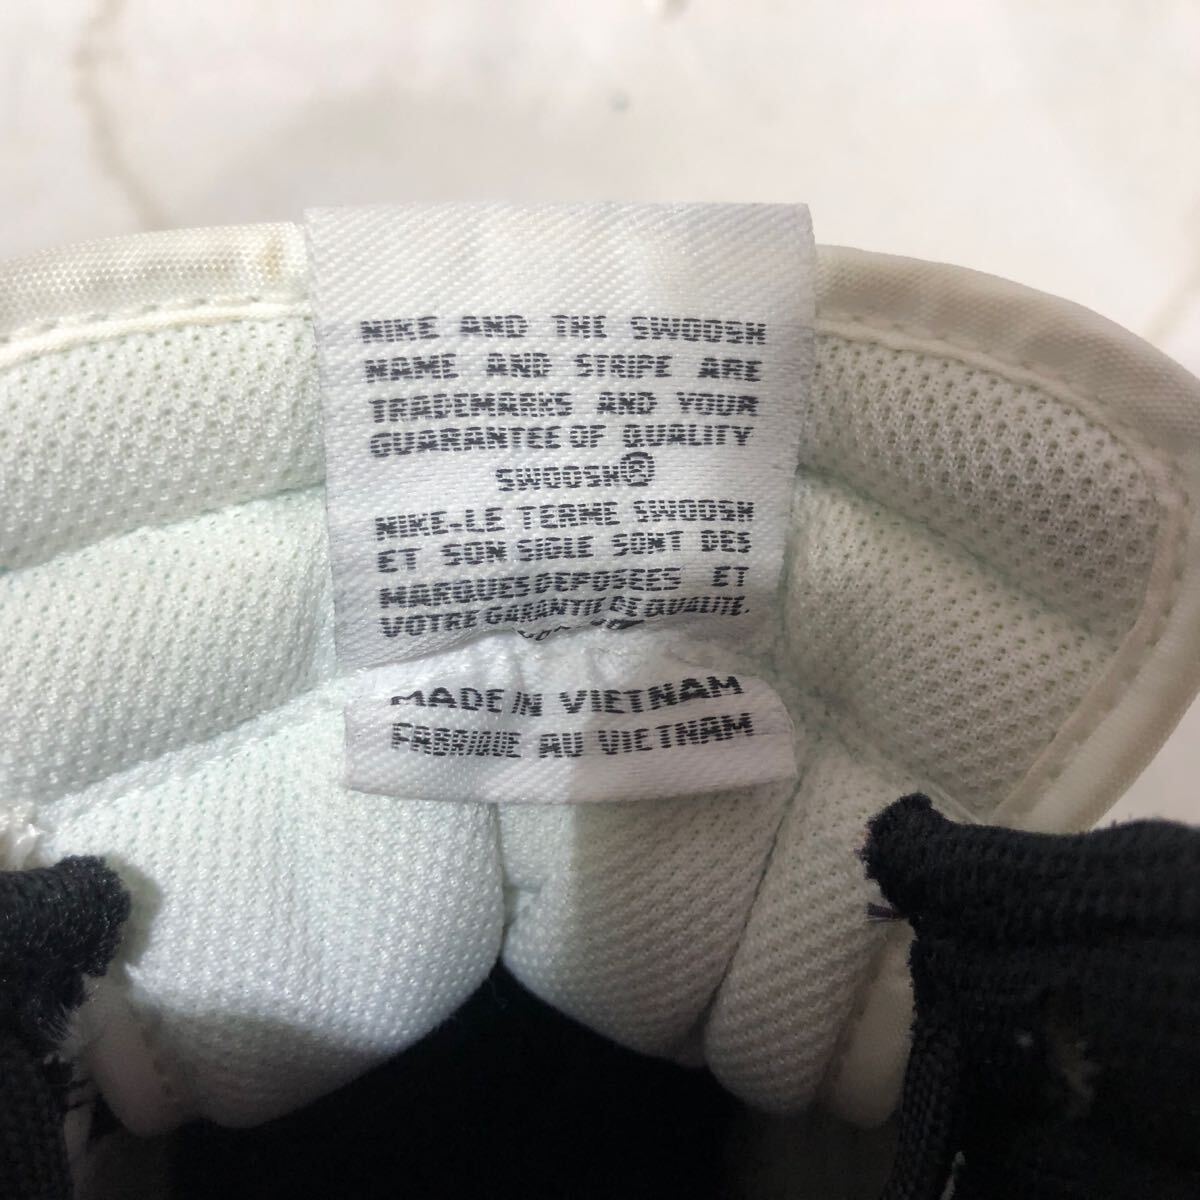 NIKE AND THE SWOOSH
NAME AND STRIPE ARE
TRADEMARKS AND YOUR
GUARANTEE OF QUALITY
SWOOSH®
NIKE-LE TERME SWOOSH
ET SON SIGLE SONT DES
MARQUES DEPOSEES ET
VOTRE GARANTIE DE QUALITE.
MADE IN VIETNAM
FABRIQUE AU VIETNAM